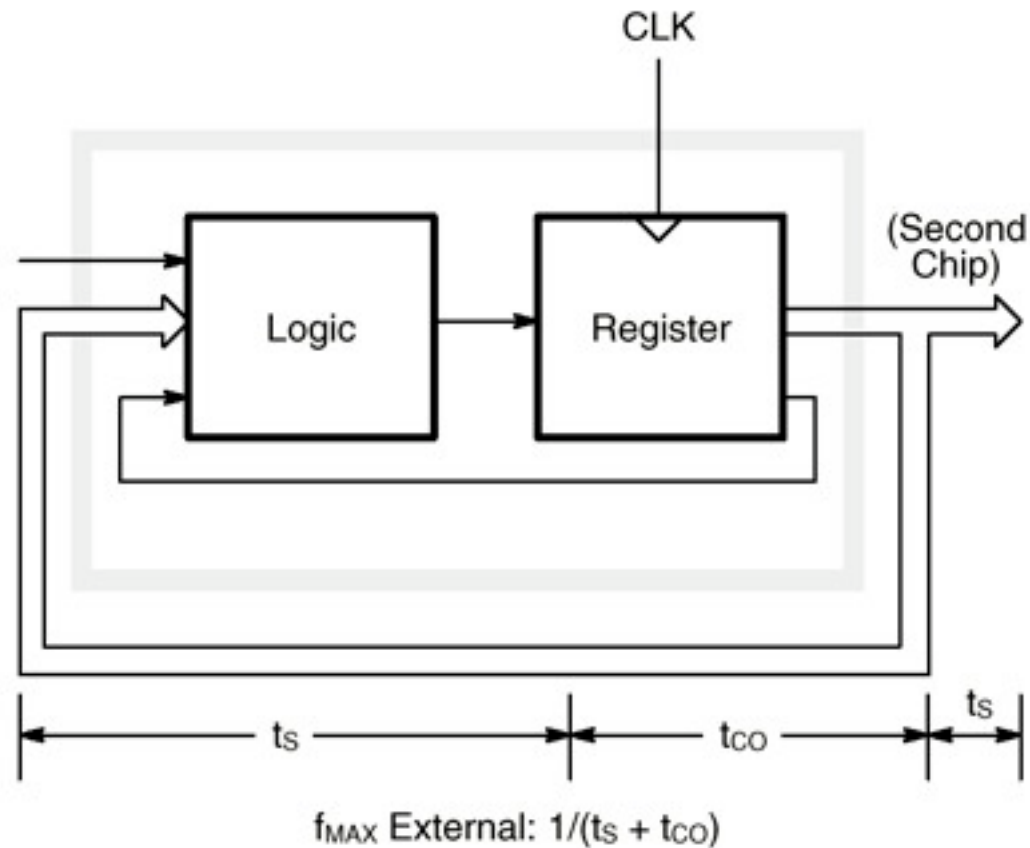 CLK
(Second
Chip)
Logic
Register
tS
tCO
tS
fMAX External: 1/(tS + tCO)